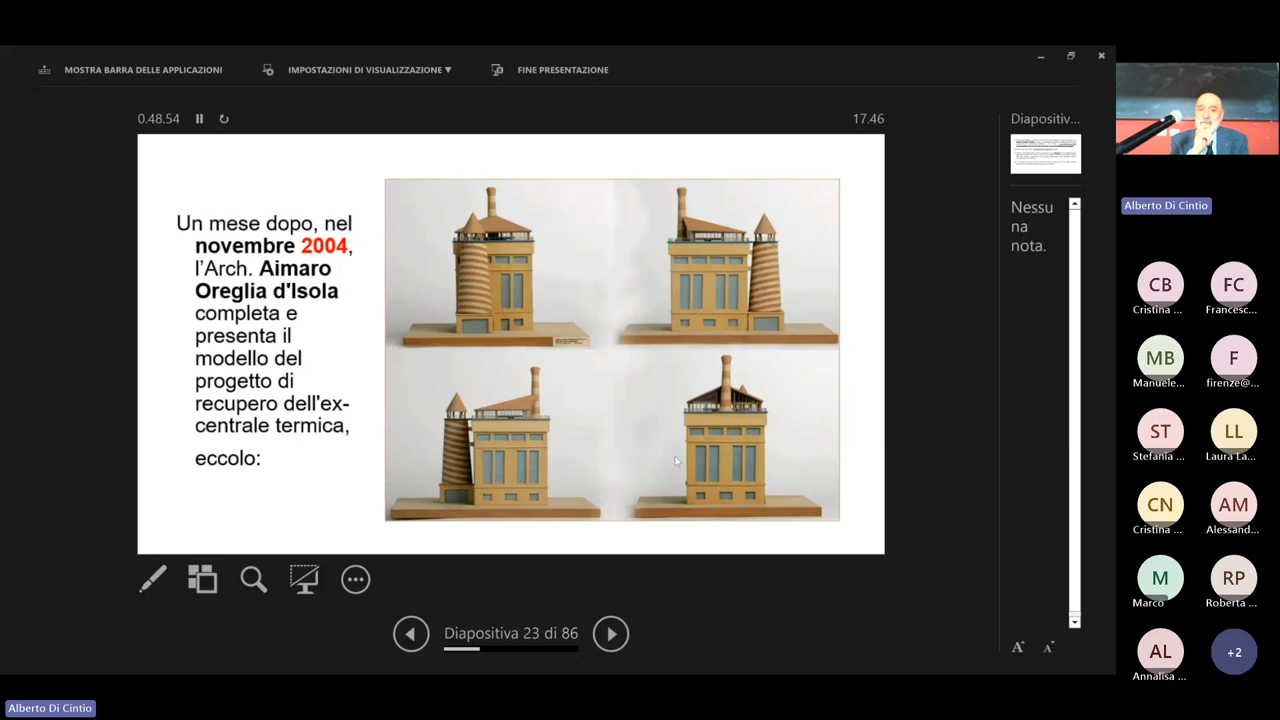 MOSTRA BARRA DELLE APPLICAZIONI
IMPOSTAZIONI DI VISUALIZZAZIONE ▼
FINE PRESENTAZIONE
0.48.54
17.46
Un mese dopo, nel
novembre 2004,
l'Arch. Aimaro
Oreglia d'Isola
completa e
presenta il
modello del
progetto di
recupero dell'ex-
centrale termica,
eccolo:
Diapositiva 23 di 86
Diapositiv...
Nessu
na
nota.
A
A
Alberto Di Cintio
CB
FC
Cristina ...
Francesc...
MB
F
Manuele...
firenze@...
ST
LL
Stefania ...
Laura La...
CN
AM
Cristina ...
Alessand...
M
RP
Marco
Roberta ...
AL
+2
Annalisa ...
Alberto Di Cintio